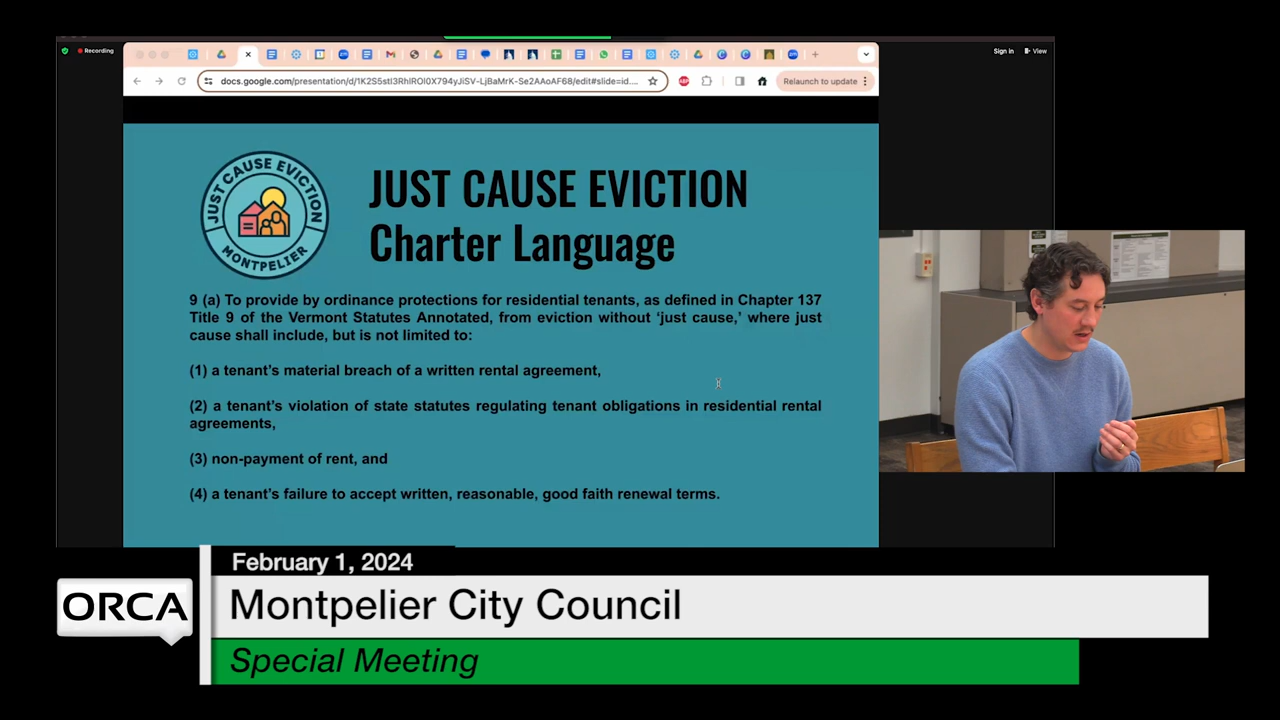 Recording
Sign in
View
docs.google.com/presentation/d/1K2S5stI3RhlROI0X794yJiSV-LjBaMrK-Se2AAoAF68/edit#slide=id....
ABP
Relaunch to update
JUST CAUSE EVICTION
MONTPELIER
JUST CAUSE EVICTION
Charter Language
9 (a) To provide by ordinance protections for residential tenants, as defined in Chapter 137
Title 9 of the Vermont Statutes Annotated, from eviction without ‘just cause,’ where just
cause shall include, but is not limited to:
(1) a tenant’s material breach of a written rental agreement,
(2) a tenant’s violation of state statutes regulating tenant obligations in residential rental
agreements,
(3) non-payment of rent, and
(4) a tenant’s failure to accept written, reasonable, good faith renewal terms.
February 1, 2024
ORCA
Montpelier City Council
Special Meeting